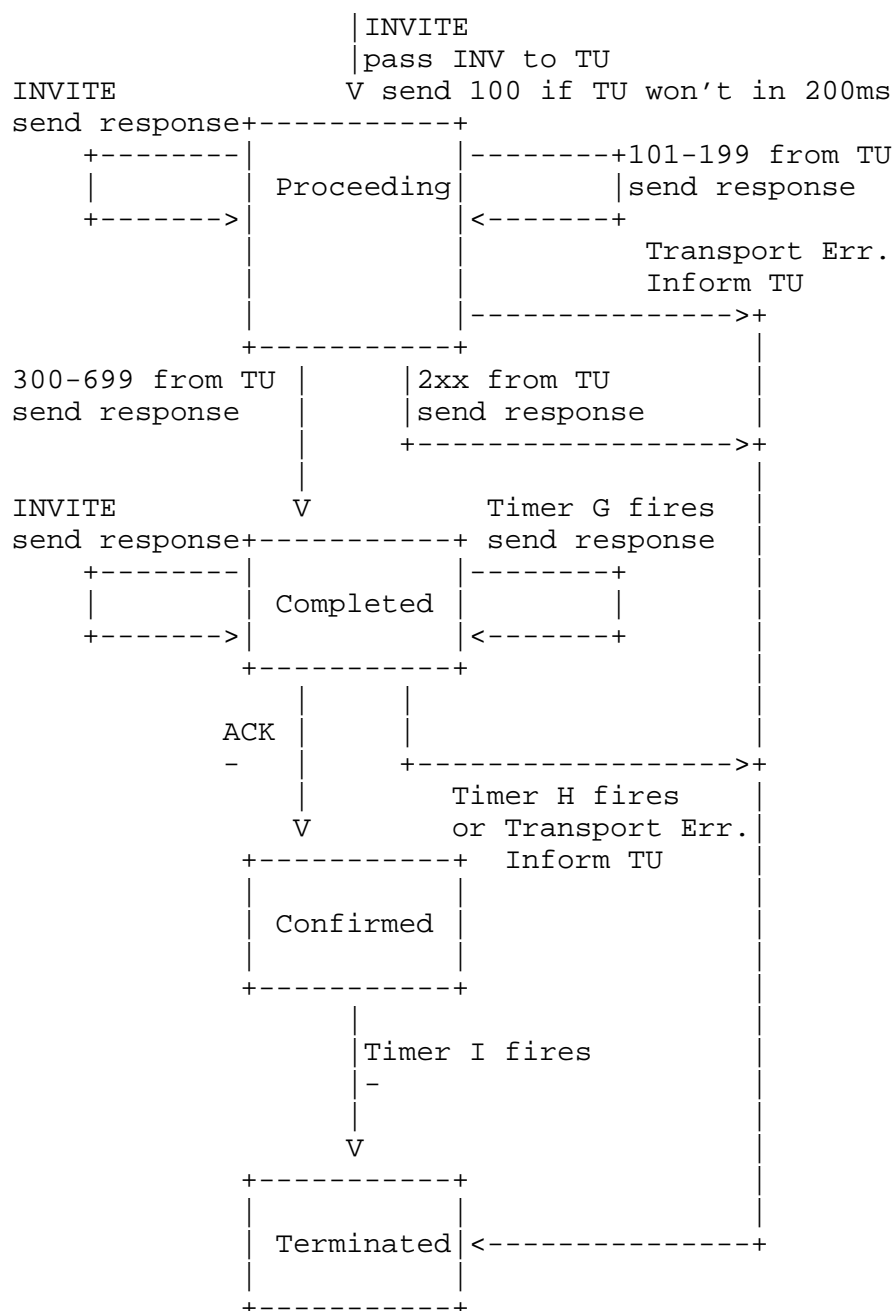 INVITE
pass INV to TU
INVITE V send 100 if TU won't in 200ms
send response
101-199 from TU
Proceeding send response
Transport Err.
Inform TU
300-699 from TU 2xx from TU
send response send response
INVITE V Timer G fires
send response send response
Completed
ACK
-
Timer H fires
V or Transport Err.
Inform TU
Confirmed
Timer I fires
-
V
Terminated